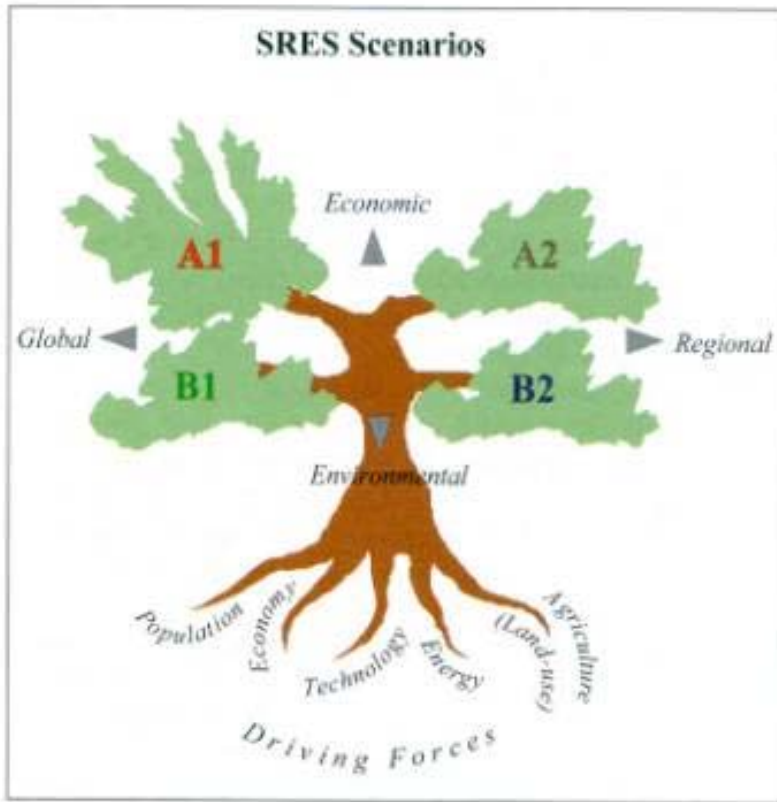 SRES Scenarios
Economic
A1
A2
Global
Regional
B1
B2
Environmental
Population
Economy
Technology
Energy
Agriculture
(Land-use)
Driving Forces